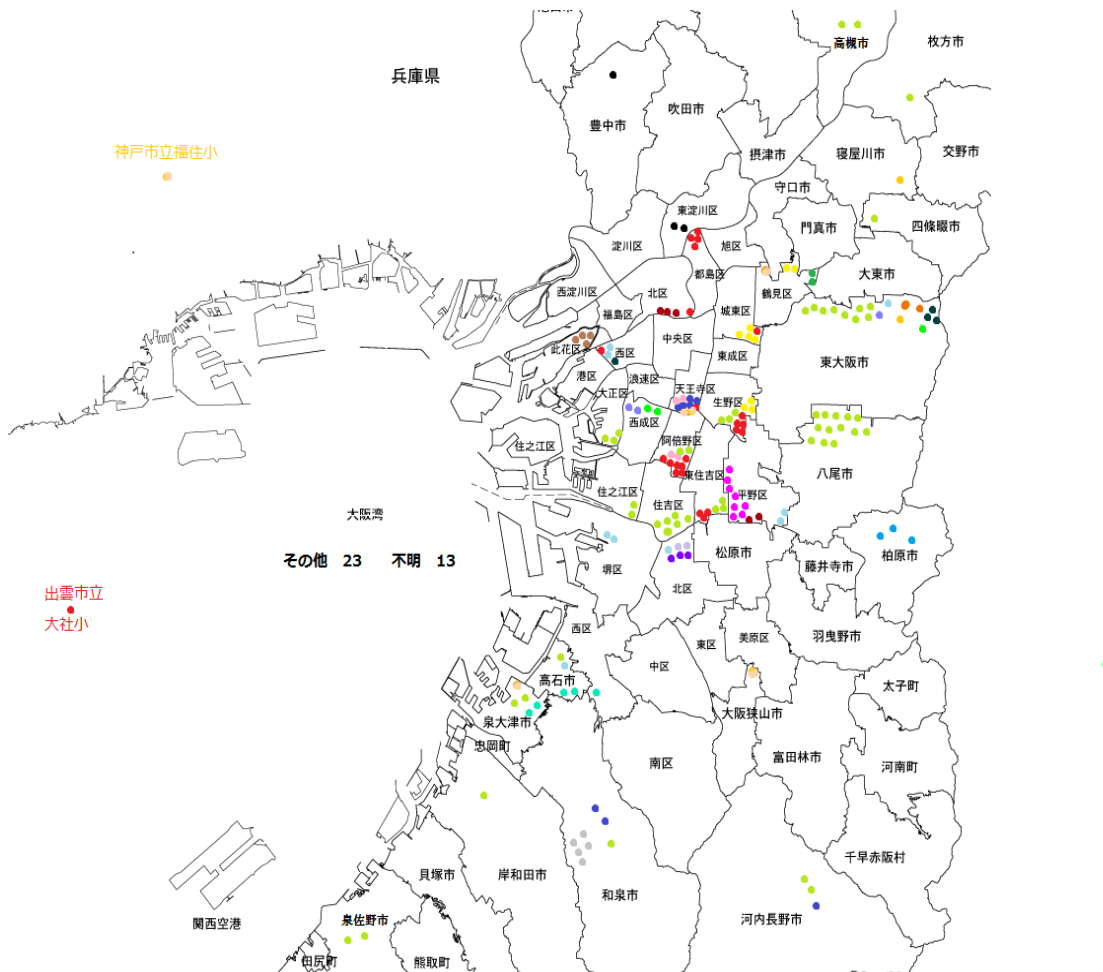 高槻市
枚方市
兵庫県
吹田市
豊中市
神戸市立福住小
摂津市
寝屋川市
交野市
守口市
東淀川区
門真市
四條畷市
淀川区
旭区
都島区
大東市
西淀川区
北区
鶴見区
福島区
城東区
中央区
此花区
西区
東成区
東大阪市
港区
浪速区
天王寺区
大正区
生野区
西成区
住之江区
阿倍野区
東住吉区
八尾市
住之江区
平野区
住吉区
大阪湾
松原市
柏原市
その他 23 不明 13
藤井寺市
堺区
北区
出雲市立
大社小
西区
東区
美原区
羽曳野市
中区
高石市
太子町
大阪狭山市
泉大津市
忠岡町
富田林市
南区
河南町
千早赤阪村
貝塚市
岸和田市
和泉市
関西空港
泉佐野市
河内長野市
田尻町
熊取町